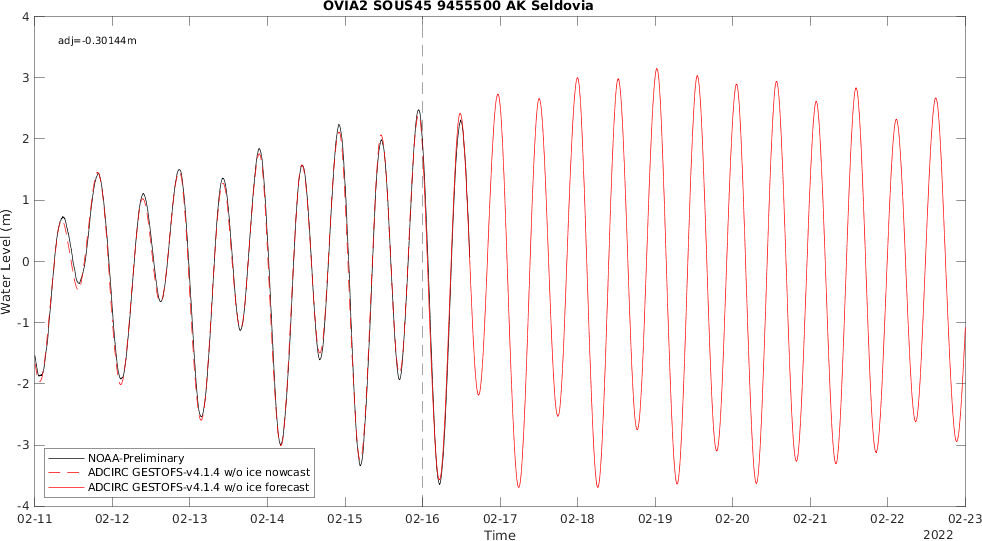 OVIA2 SOUS45 9455500 AK Seldovia
adj=-0.30144m
4
3
2
1
0
-1
-2
-3
-4
Water Level (m)
NOAA-Preliminary
ADCIRC GESTOFS-v4.1.4 w/o ice nowcast
ADCIRC GESTOFS-v4.1.4 w/o ice forecast
02-11 02-12 02-13 02-14 02-15 02-16 02-17 02-18 02-19 02-20 02-21 02-22 02-23
Time
2022